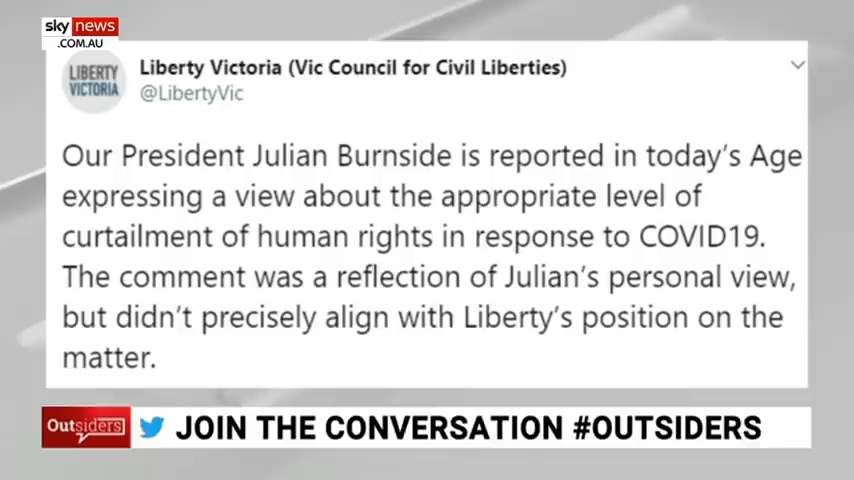 sky news
.COM.AU
LIBERTY
VICTORIA
Liberty Victoria (Vic Council for Civil Liberties)
@LibertyVic
Our President Julian Burnside is reported in today's Age
expressing a view about the appropriate level of
curtailment of human rights in response to COVID19.
The comment was a reflection of Julian's personal view,
but didn't precisely align with Liberty's position on the
matter.
Outsiders
JOIN THE CONVERSATION #OUTSIDERS